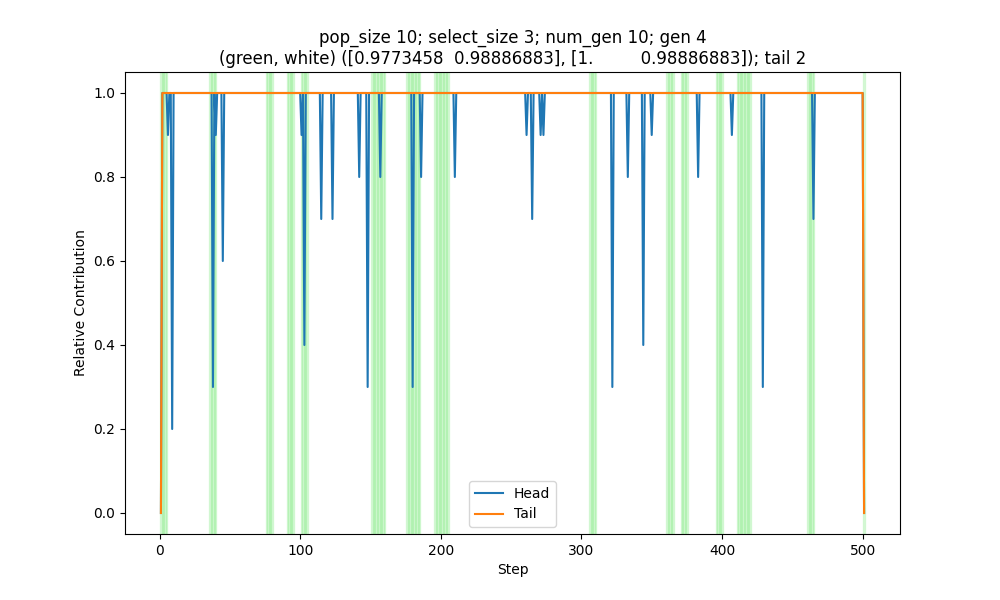 pop_size 10; select_size 3; num_gen 10; gen 4
(green, white) ([0.9773458  0.98886883], [1.         0.98886883]); tail 2
1.0
0.8
0.6
0.4
0.2
0.0
Relative Contribution
Head
Tail
0 100 200 300 400 500
Step